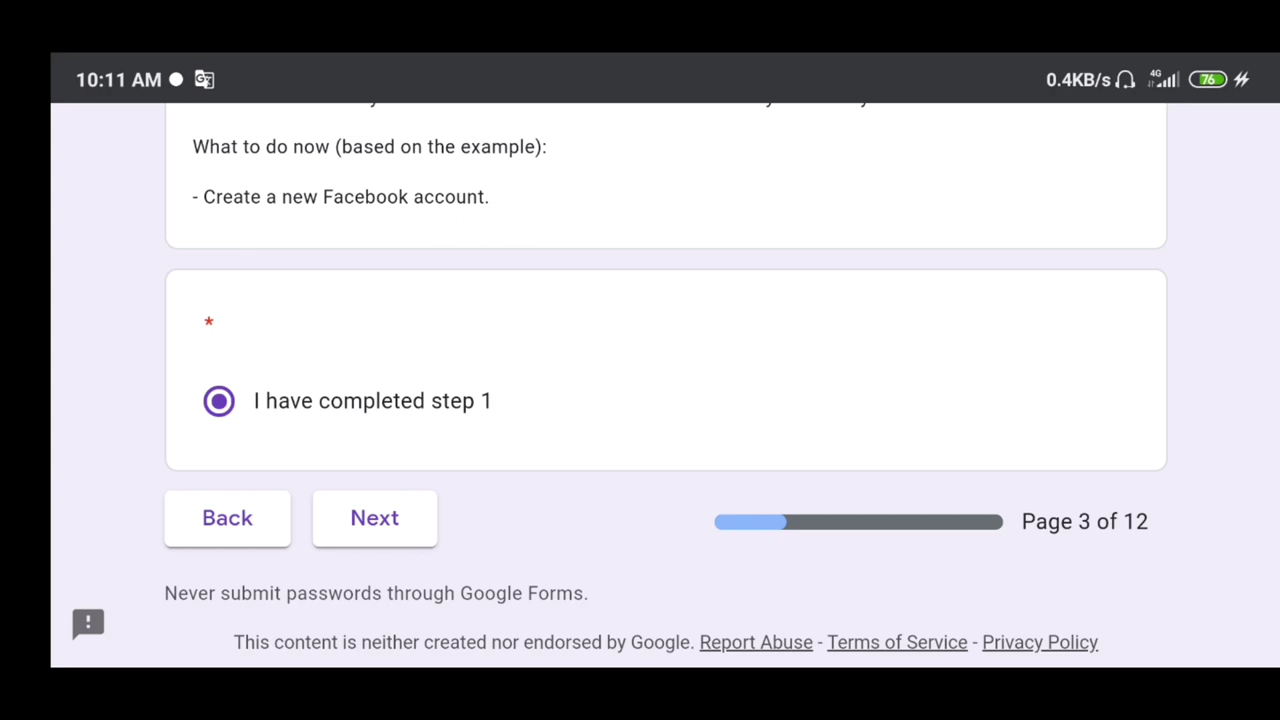 10:11 AM
0.4KB/s 4G 76
What to do now (based on the example):
- Create a new Facebook account.
*
I have completed step 1
Back Next Page 3 of 12
Never submit passwords through Google Forms.
This content is neither created nor endorsed by Google. Report Abuse - Terms of Service - Privacy Policy